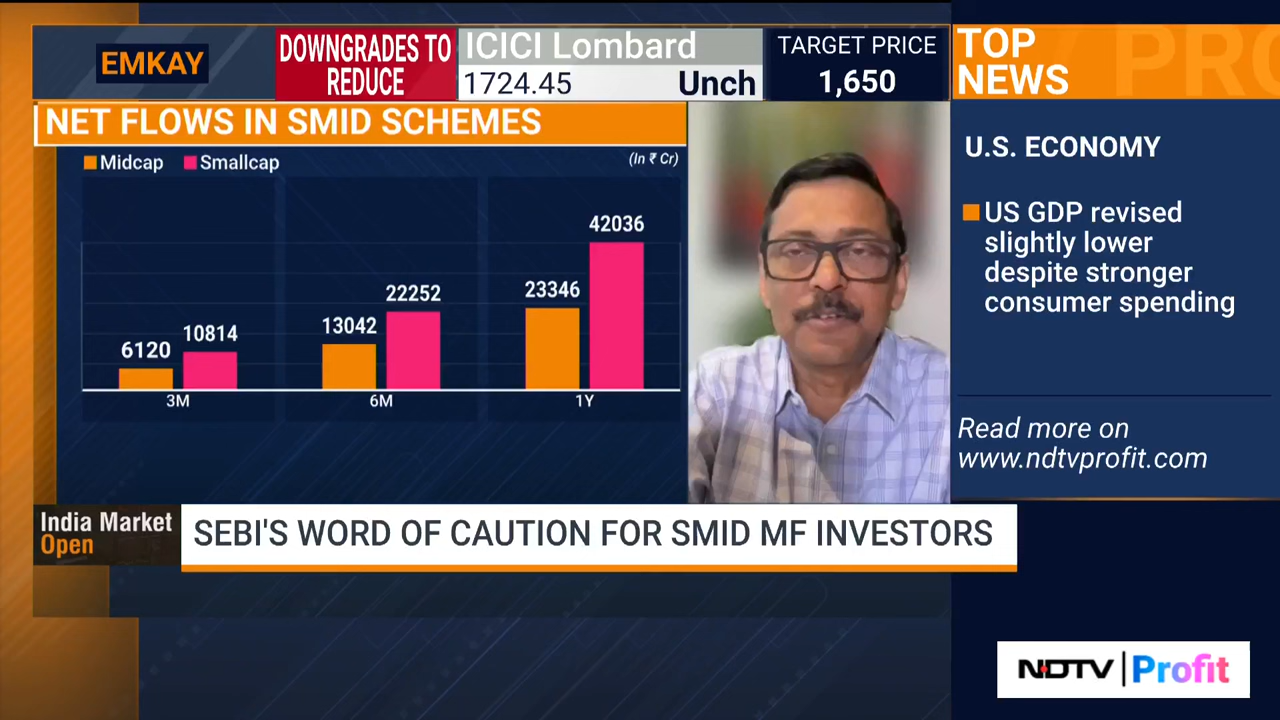 EMKAY
DOWNGRADES TO
REDUCE
ICICI Lombard
1724.45 Unch
TARGET PRICE
1,650
TOP
NEWS
PRO
NET FLOWS IN SMID SCHEMES
Midcap Smallcap
(In ₹ Cr)
6120 10814
13042 22252
23346 42036
3M 6M 1Y
U.S. ECONOMY
US GDP revised
slightly lower
despite stronger
consumer spending
Read more on
www.ndtvprofit.com
India Market
Open
SEBI'S WORD OF CAUTION FOR SMID MF INVESTORS
NDTV Profit